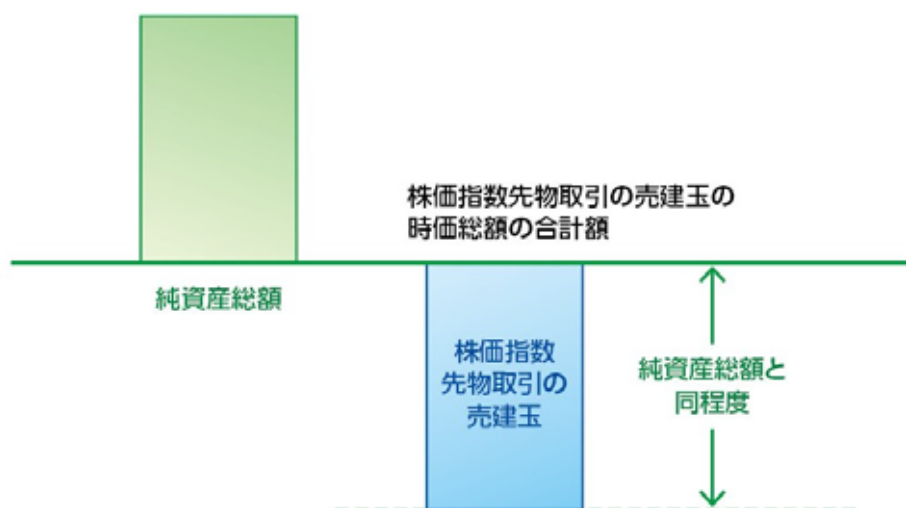 株価指数先物取引の売建玉の
時価総額の合計額
純資産総額
株価指数
先物取引の
売建玉
純資産総額と
同程度